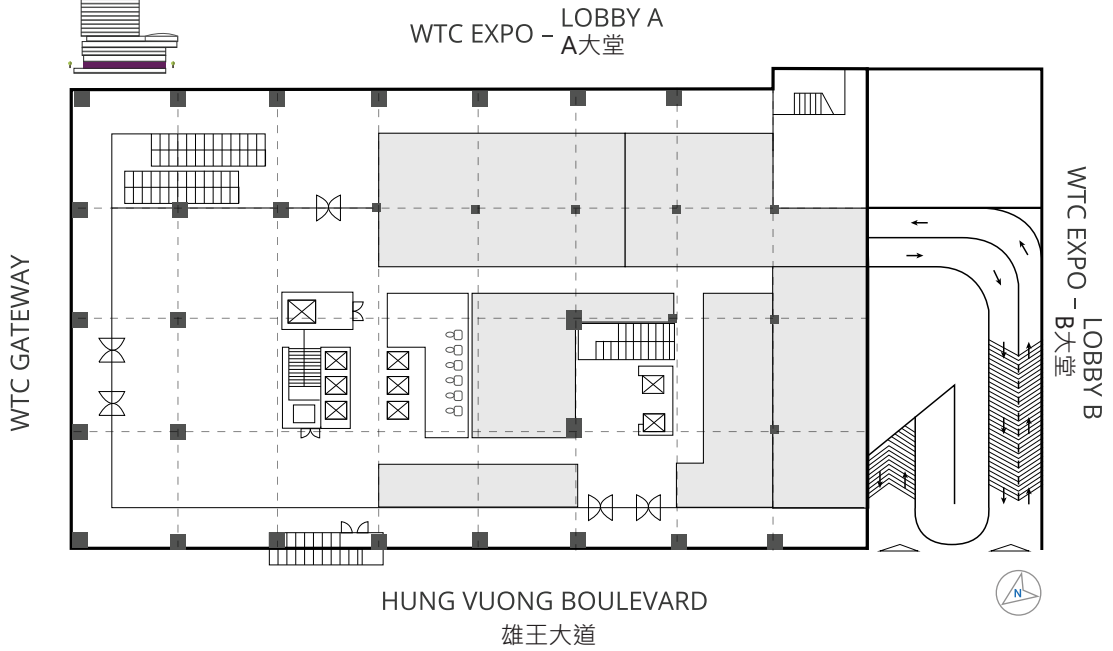 WTC EXPO – LOBBY A
A大堂
WTC GATEWAY
WTC EXPO – LOBBY B
B大堂
HUNG VUONG BOULEVARD
雄王大道
N